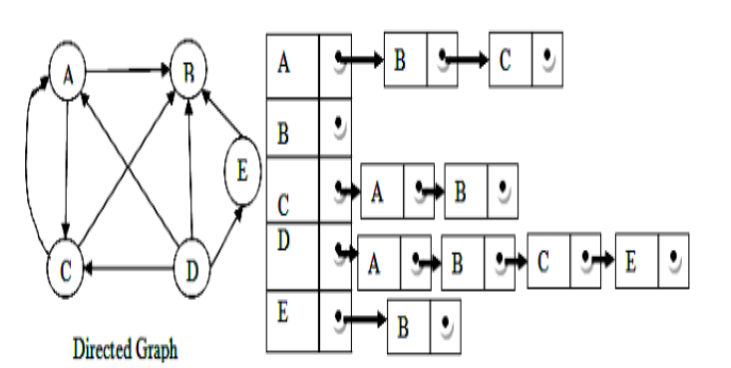 A B
E
C D
Directed Graph
A B C
B
C A B
D A B C E
E B